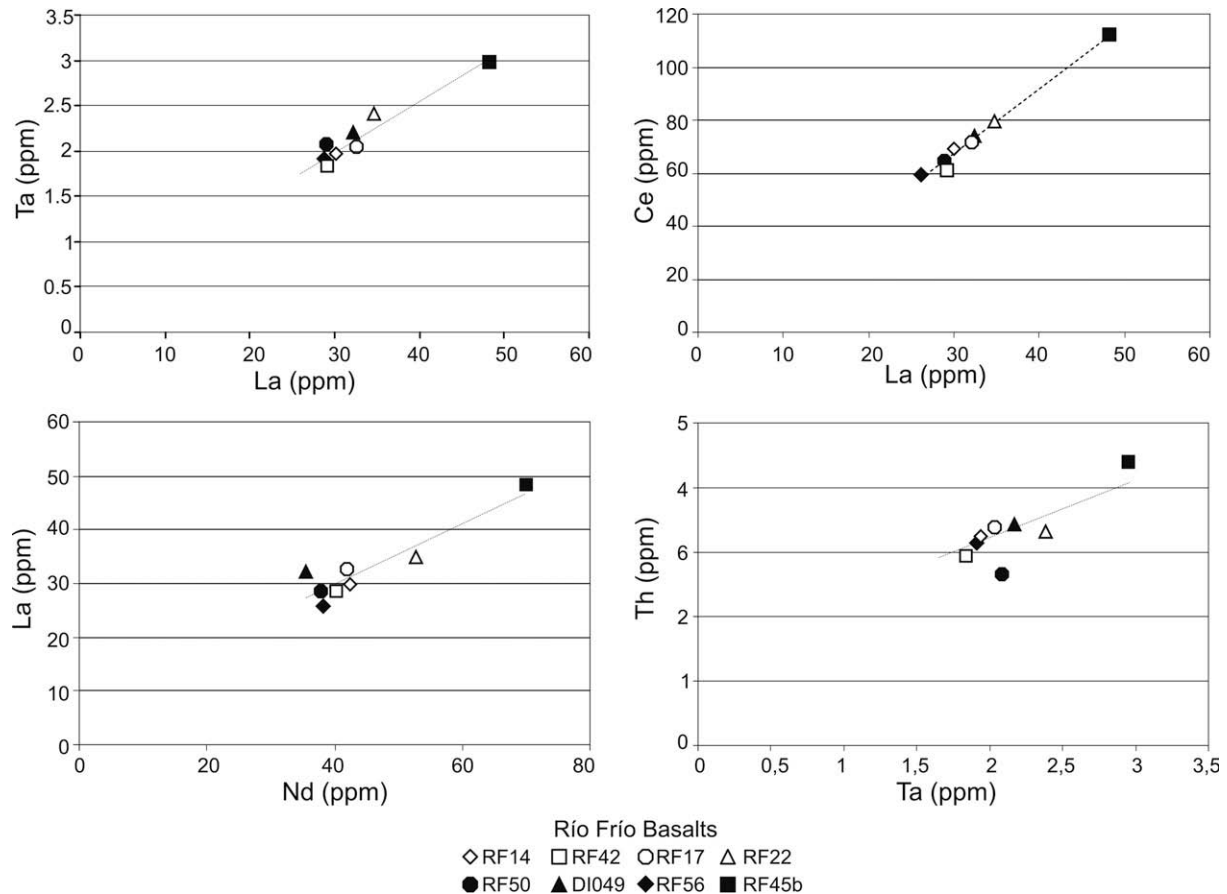 3.5
3
2.5
2
1.5
1
0.5
0
Ta (ppm)
0 10 20 30 40 50 60
La (ppm)
120
100
80
60
40
20
0
Ce (ppm)
0 10 20 30 40 50 60
La (ppm)
60
50
40
30
20
10
0
La (ppm)
0 20 40 60 80
Nd (ppm)
5
4
6
2
1
0
Th (ppm)
0 0,5 1 1,5 2 2,5 3 3,5
Ta (ppm)
Río Frío Basalts
RF14 RF42 RF17 RF22
RF50 DI049 RF56 RF45b